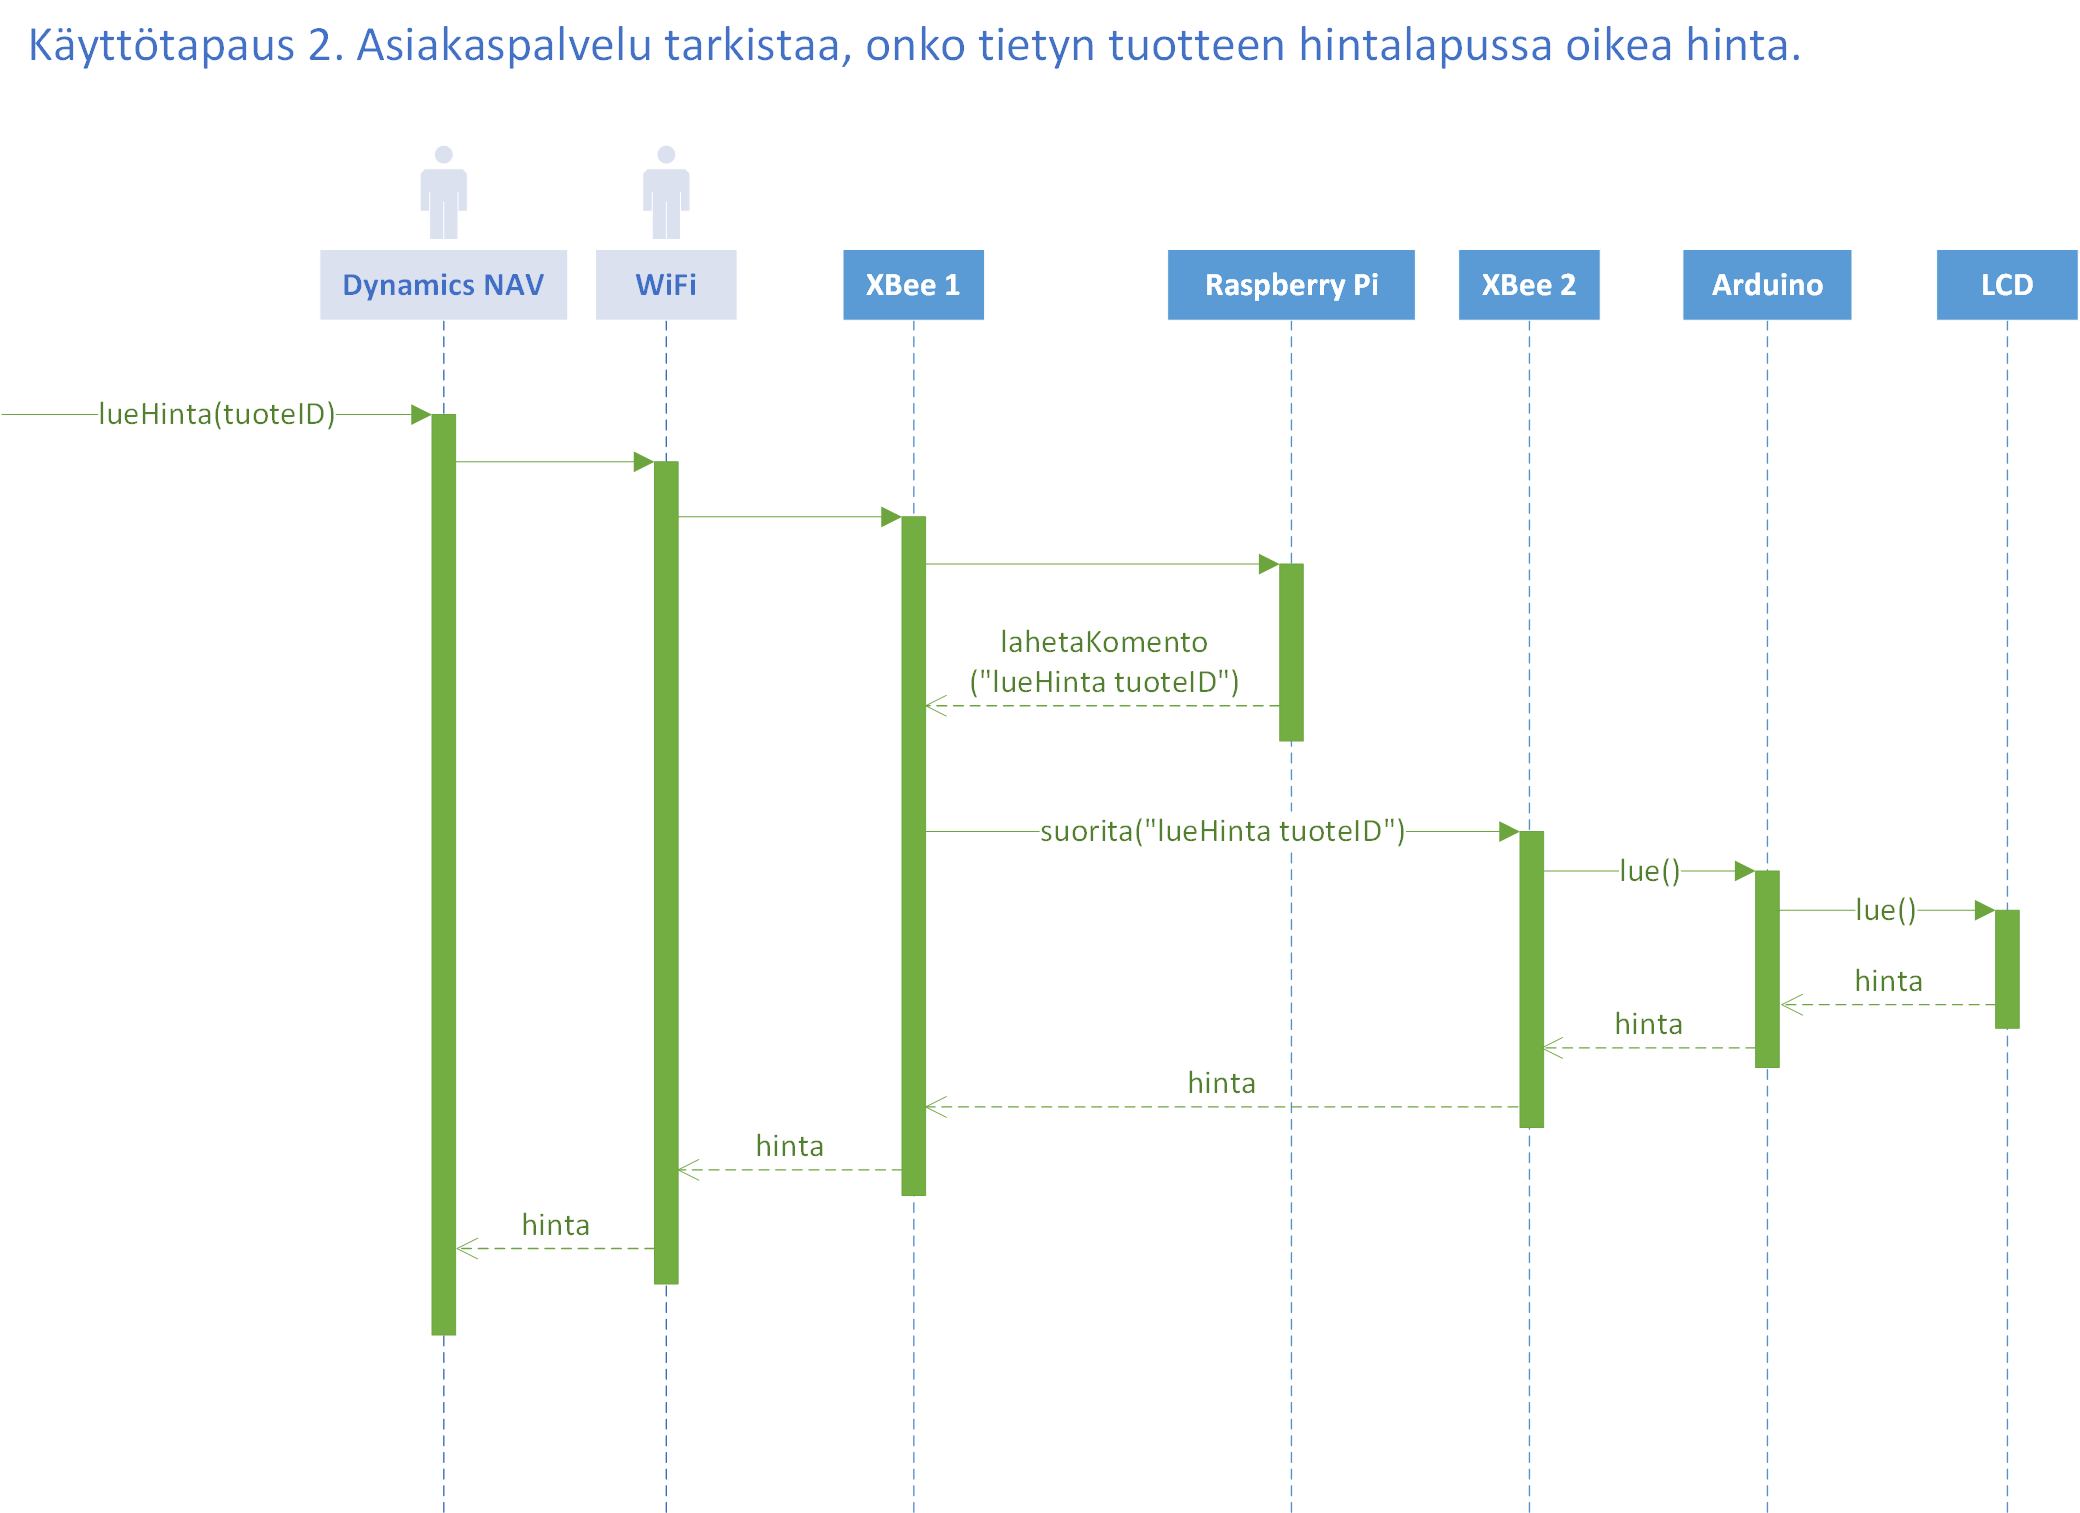 Käyttötapaus 2. Asiakaspalvelu tarkistaa, onko tietyn tuotteen hintalapussa oikea hinta.
Dynamics NAV
WiFi
XBee 1
Raspberry Pi
XBee 2
Arduino
LCD
lueHinta(tuoteID)
lahetaKomento
("lueHinta tuoteID")
suorita("lueHinta tuoteID")
lue()
lue()
hinta
hinta
hinta
hinta
hinta